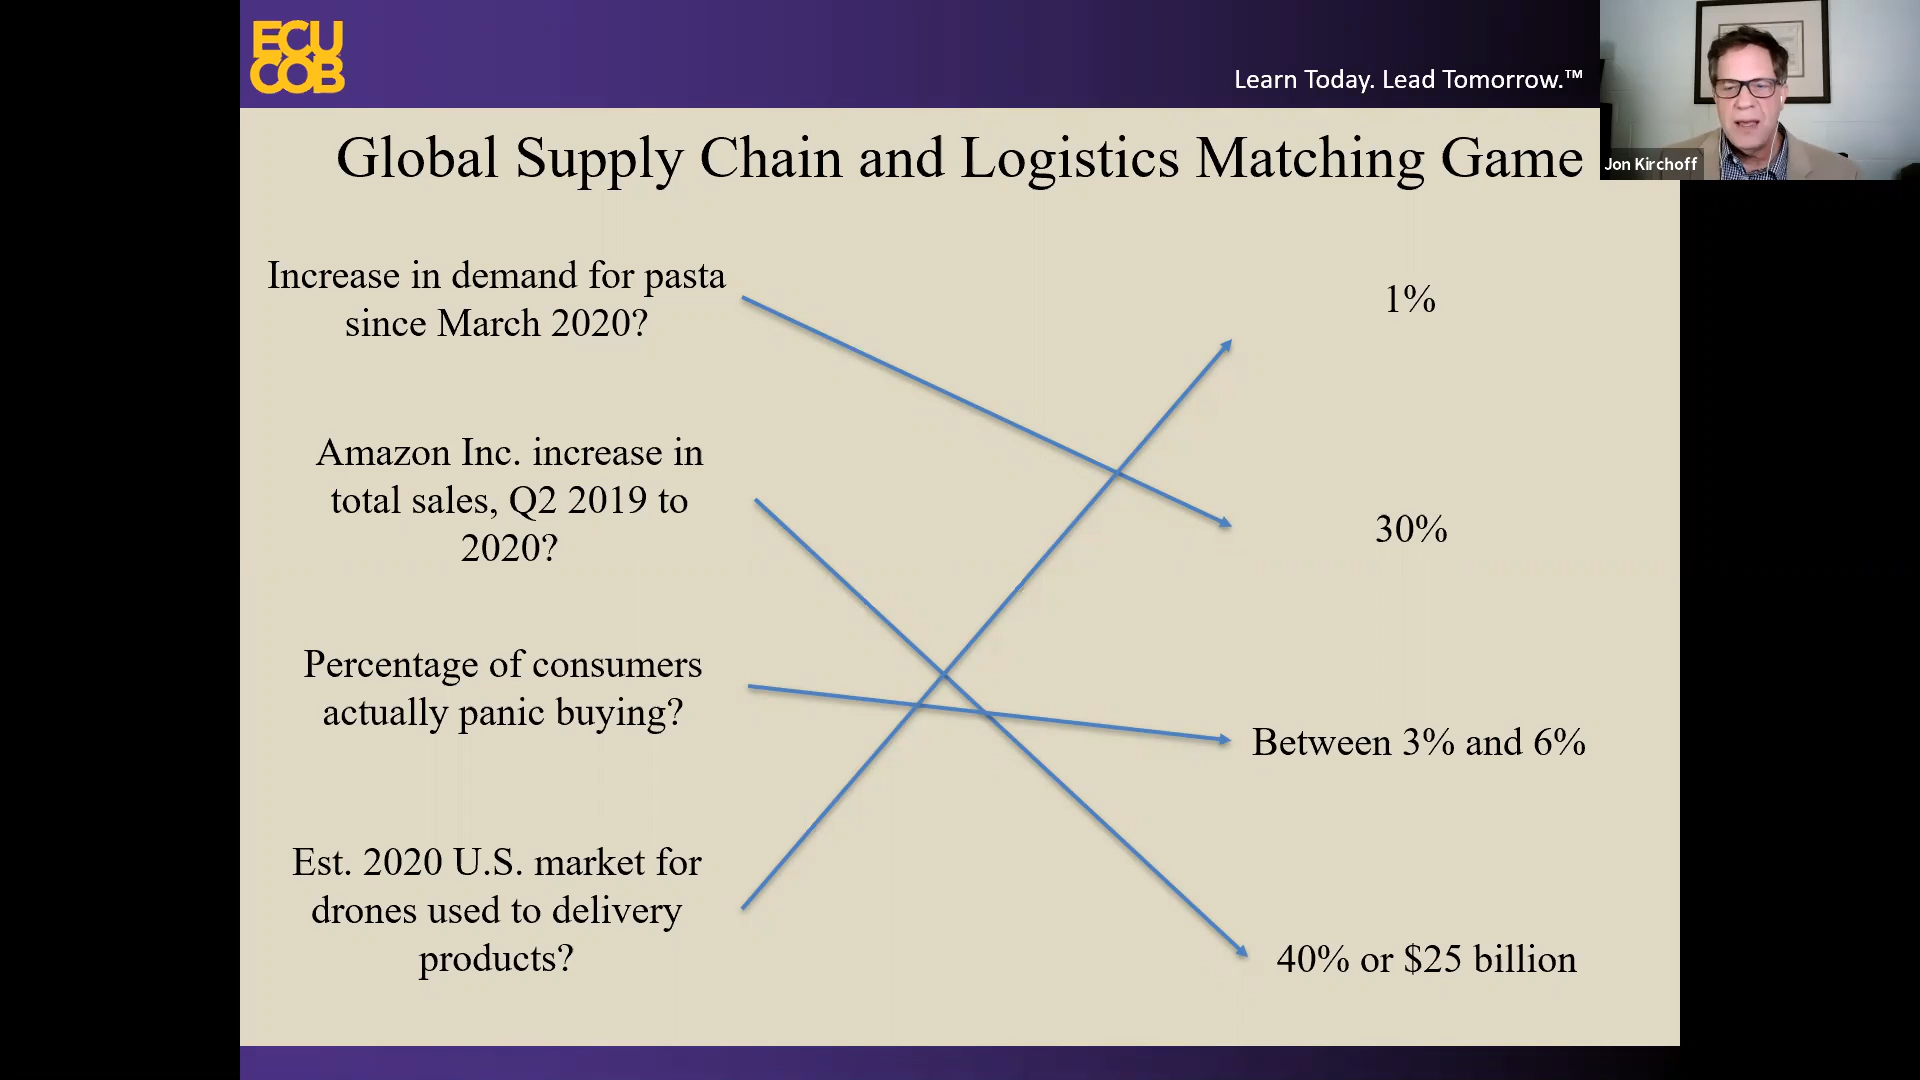 ECU
COB
Learn Today. Lead Tomorrow.™
Jon Kirchoff
Global Supply Chain and Logistics Matching Game
Increase in demand for pasta
since March 2020?
1%
Amazon Inc. increase in
total sales, Q2 2019 to
2020?
30%
Percentage of consumers
actually panic buying?
Between 3% and 6%
Est. 2020 U.S. market for
drones used to delivery
products?
40% or $25 billion